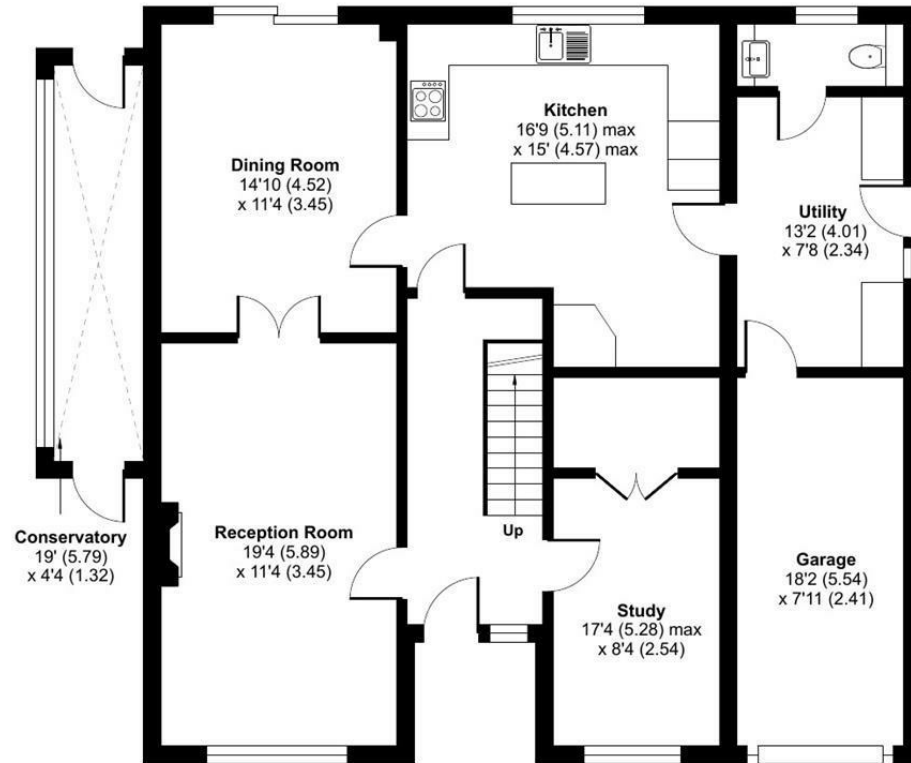 Kitchen
16'9 (5.11) max
x 15' (4.57) max
Dining Room
14'10 (4.52)
x 11'4 (3.45)
Utility
13'2 (4.01)
x 7'8 (2.34)
Conservatory
19' (5.79)
x 4'4 (1.32)
Reception Room
19'4 (5.89)
x 11'4 (3.45)
Up
Study
17'4 (5.28) max
x 8'4 (2.54)
Garage
18'2 (5.54)
x 7'11 (2.41)